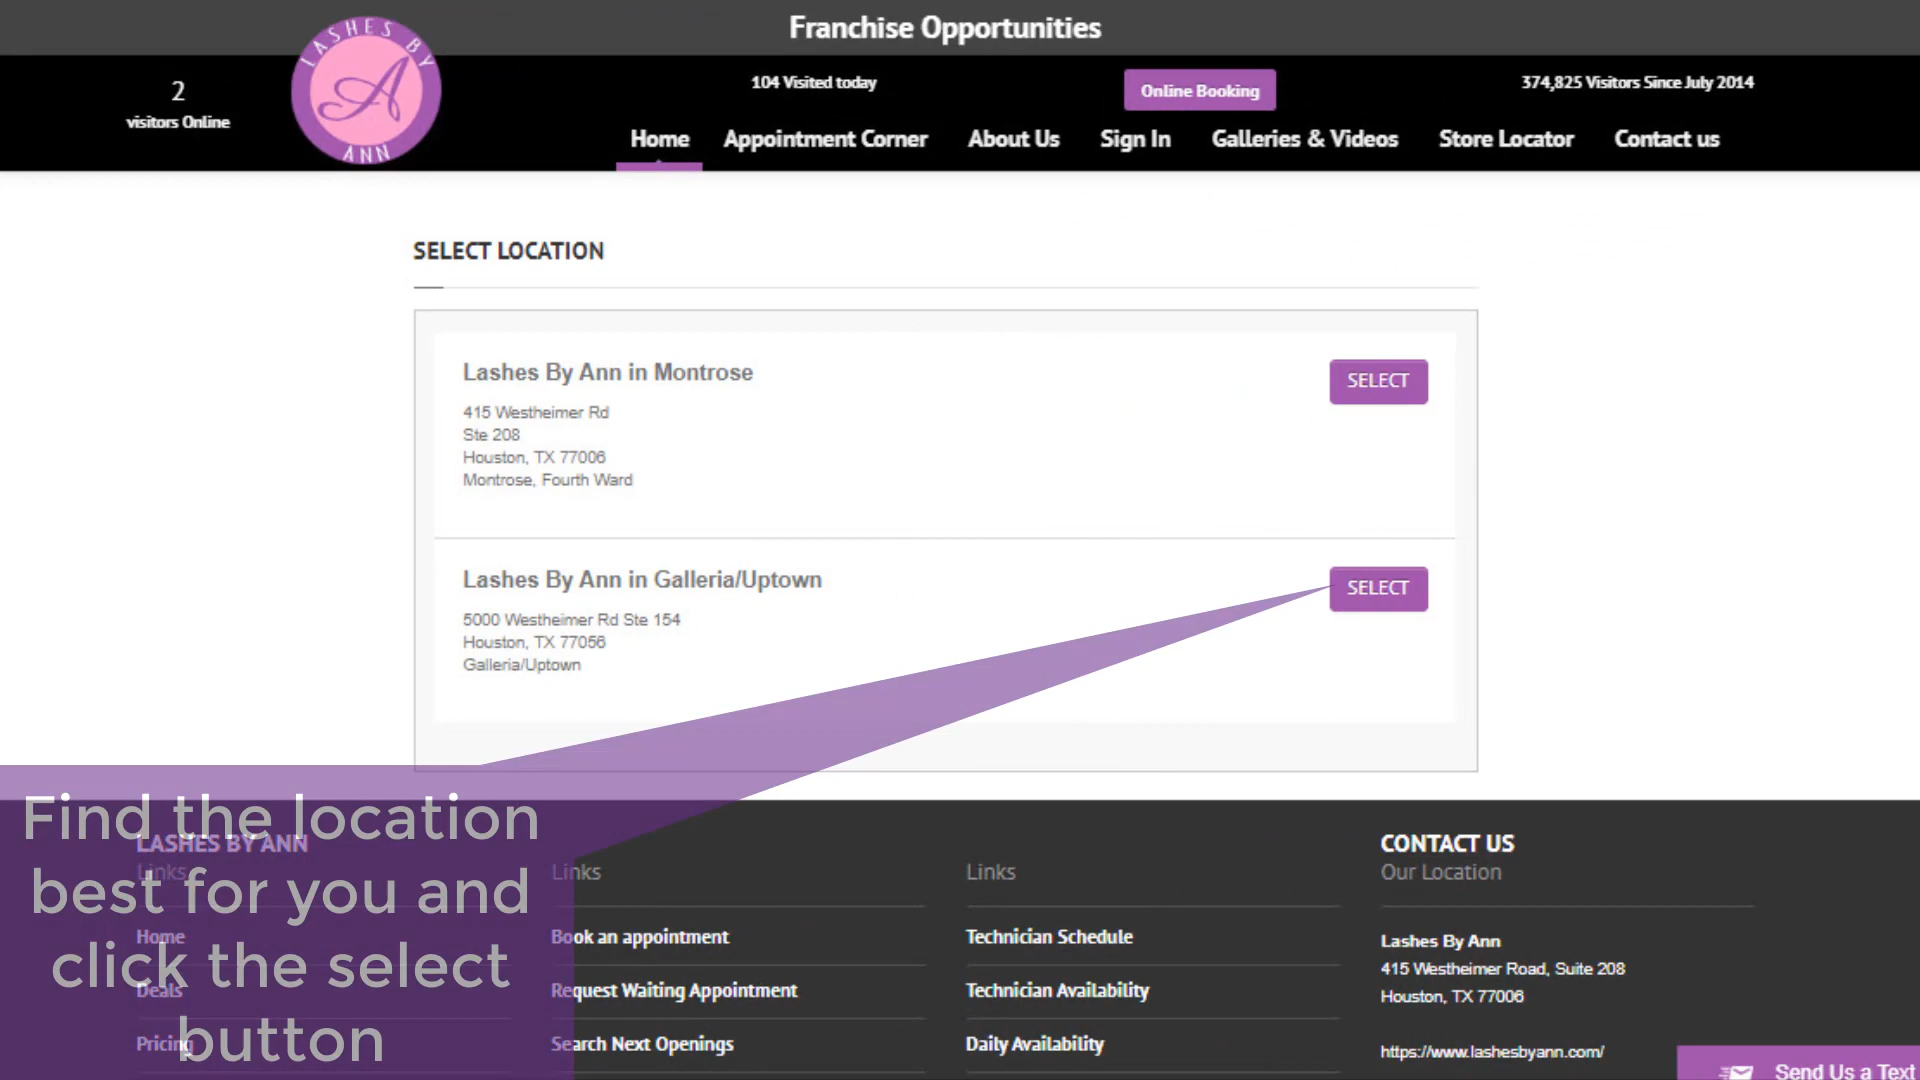 Franchise Opportunities
2
visitors Online
LASHES BY
A
ANN
104 Visited today
Online Booking
374,825 Visitors Since July 2014
Home
Appointment Corner
About Us
Sign In
Galleries & Videos
Store Locator
Contact us
SELECT LOCATION
Lashes By Ann in Montrose
SELECT
415 Westheimer Rd
Ste 208
Houston, TX 77006
Montrose, Fourth Ward
Lashes By Ann in Galleria/Uptown
SELECT
5000 Westheimer Rd Ste 154
Houston, TX 77056
Galleria/Uptown
Find the location
best for you and
click the select
button
LASHES BY ANN
Links
Home
Deals
Pricing
Links
Book an appointment
Request Waiting Appointment
Search Next Openings
Links
Technician Schedule
Technician Availability
Daily Availability
CONTACT US
Our Location
Lashes By Ann
415 Westheimer Road, Suite 208
Houston, TX 77006
https://www.lashesbyann.com/
Send Us a Text